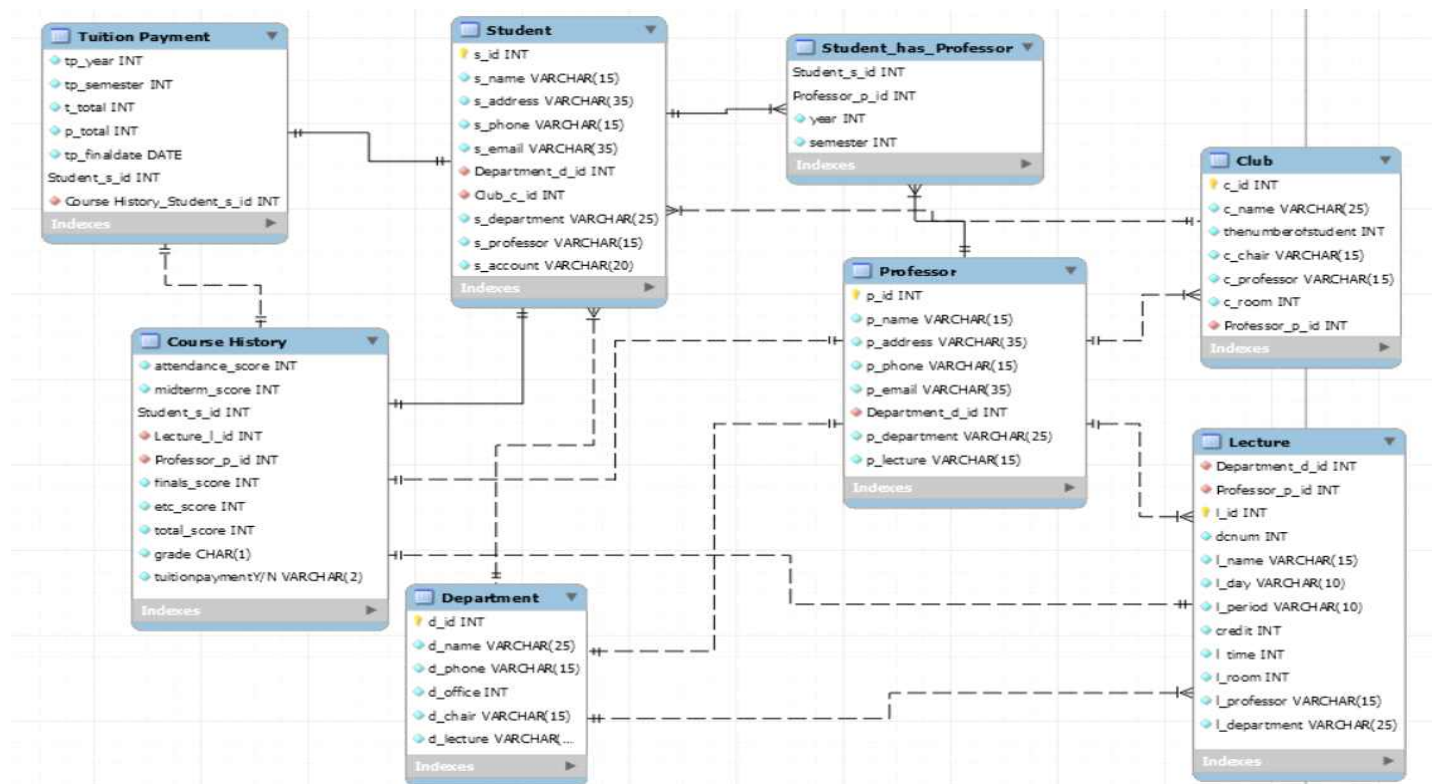 Tuition Payment
tp_year INT
tp_semester INT
t_total INT
p_total INT
tp_finaldate DATE
Student_s_id INT
Course History_Student_s_id INT
Indexes
Student
s_id INT
s_name VARCHAR(15)
s_address VARCHAR(35)
s_phone VARCHAR(15)
s_email VARCHAR(35)
Department_d_id INT
Club_c_id INT
s_department VARCHAR(25)
s_professor VARCHAR(15)
s_account VARCHAR(20)
Indexes
Student_has_Professor
Student_s_id INT
Professor_p_id INT
year INT
semester INT
Indexes
Club
c_id INT
c_name VARCHAR(25)
thenumberofstudent INT
c_chair VARCHAR(15)
c_professor VARCHAR(15)
c_room INT
Professor_p_id INT
Indexes
Professor
p_id INT
p_name VARCHAR(15)
p_address VARCHAR(35)
p_phone VARCHAR(15)
p_email VARCHAR(35)
Department_d_id INT
p_department VARCHAR(25)
p_lecture VARCHAR(15)
Indexes
Course History
attendance_score INT
midterm_score INT
Student_s_id INT
Lecture_l_id INT
Professor_p_id INT
finals_score INT
etc_score INT
total_score INT
grade CHAR(1)
tuitionpaymentY/N VARCHAR(2)
Indexes
Lecture
Department_d_id INT
Professor_p_id INT
l_id INT
dcnum INT
l_name VARCHAR(15)
l_day VARCHAR(10)
l_period VARCHAR(10)
credit INT
l_time INT
l_room INT
l_professor VARCHAR(15)
l_department VARCHAR(25)
Indexes
Department
d_id INT
d_name VARCHAR(25)
d_phone VARCHAR(15)
d_office INT
d_chair VARCHAR(15)
d_lecture VARCHAR(...
Indexes